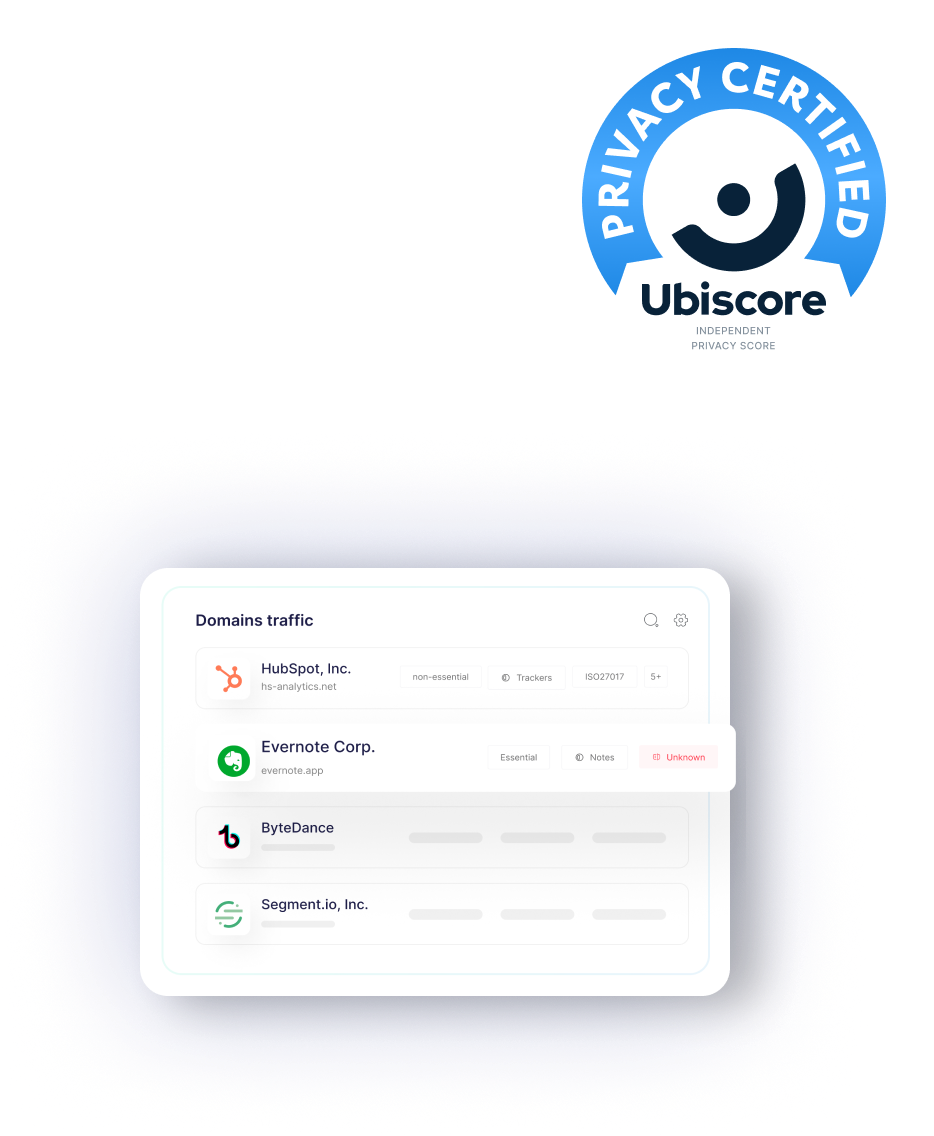 PRIVACY CERTIFIED
Ubiscore
INDEPENDENT
PRIVACY SCORE
Domains traffic
HubSpot, Inc.
hs-analytics.net
non-essential
Trackers
ISO27017
5+
Evernote Corp.
evernote.app
Essential
Notes
Unknown
ByteDance
Segment.io, Inc.